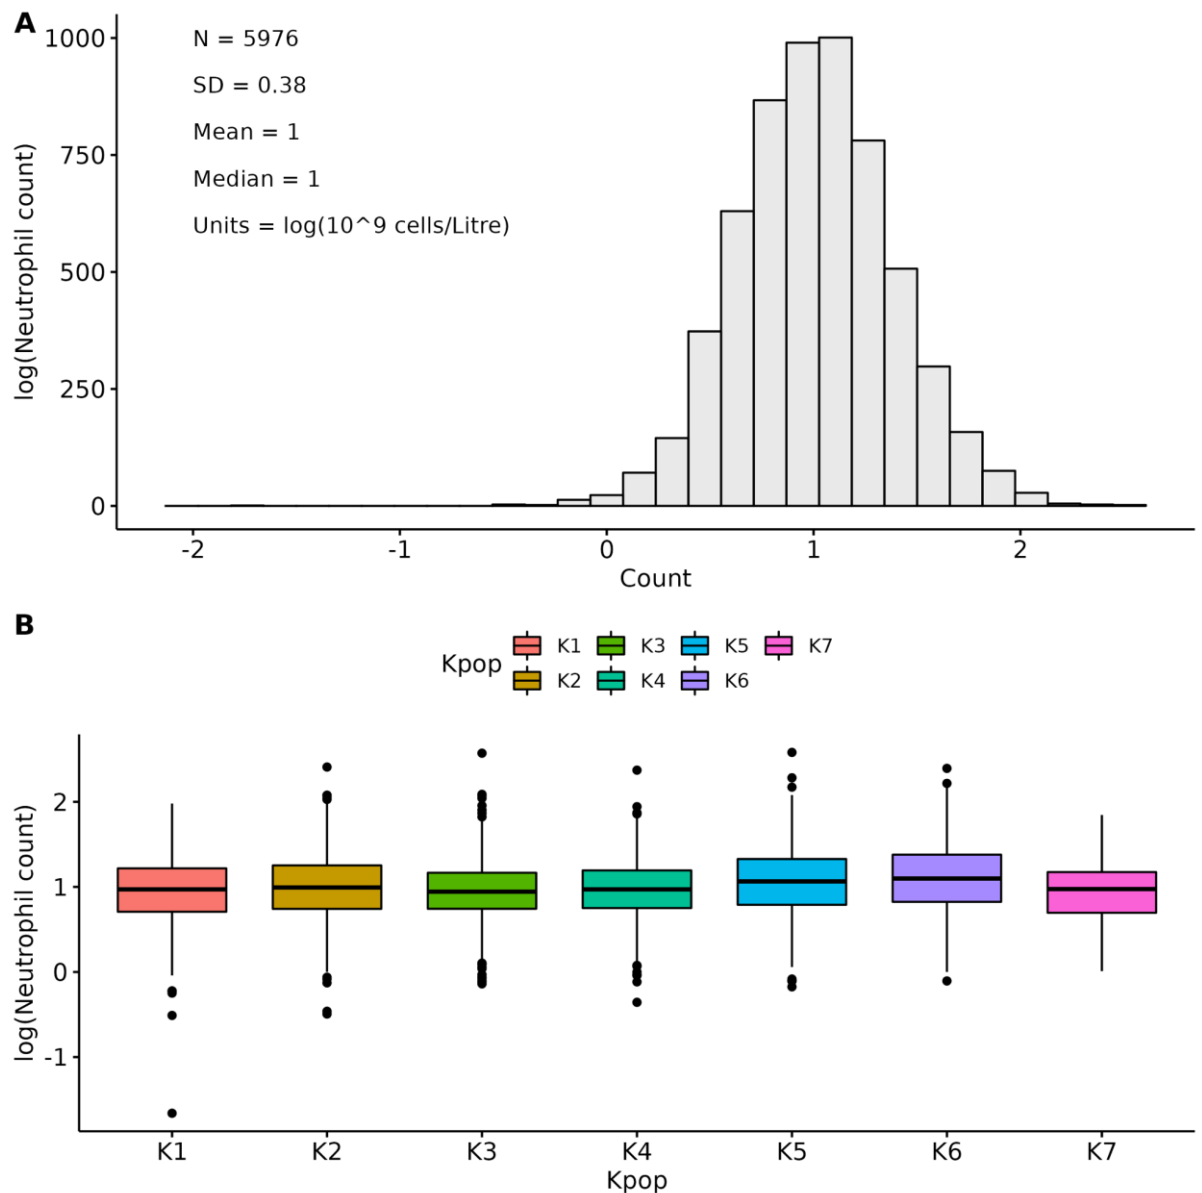 A
N = 5976
SD = 0.38
Mean = 1
Median = 1
Units = log(10^9 cells/Litre)
log(Neutrophil count)
1000
750
500
250
0
-2 -1 0 1 2
Count
B
Kpop
K1 K3 K5 K7
K2 K4 K6
log(Neutrophil count)
2
1
0
-1
K1 K2 K3 K4 K5 K6 K7
Kpop